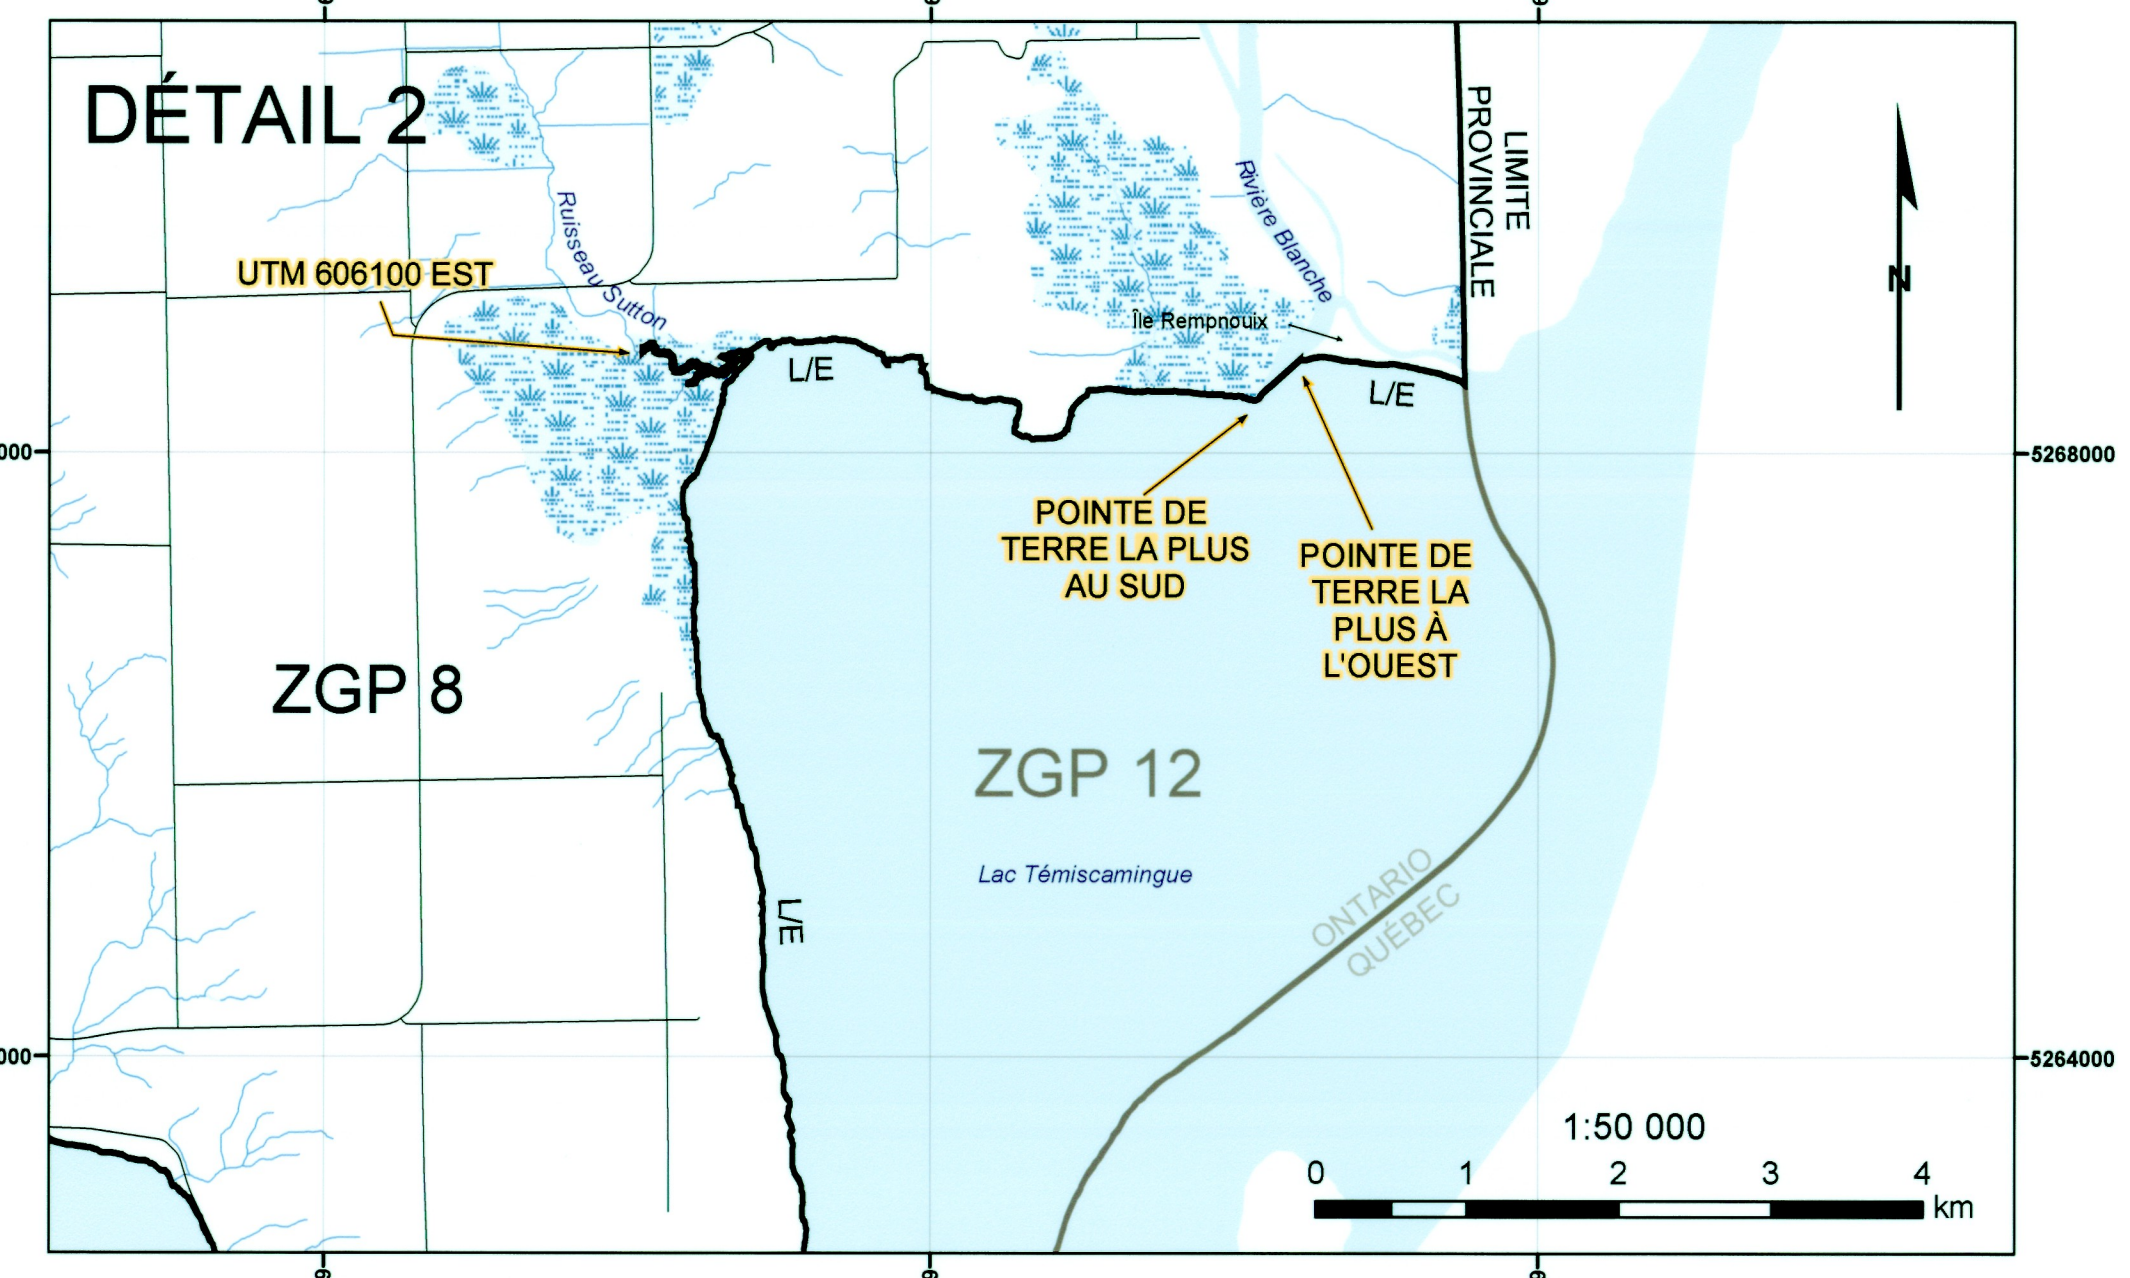 DÉTAIL 2
LIMITE
PROVINCIALE
Rivière Blanche
Ruisseau Sutton
N
UTM 606100 EST
Île Rempnouix
L/E
L/E
000
5268000
POINTE DE
TERRE LA PLUS
AU SUD
POINTE DE
TERRE LA
PLUS À
L'OUEST
ZGP 8
ZGP 12
Lac Témiscamingue
L/E
ONTARIO
QUÉBEC
000
5264000
1:50 000
0 1 2 3 4
km